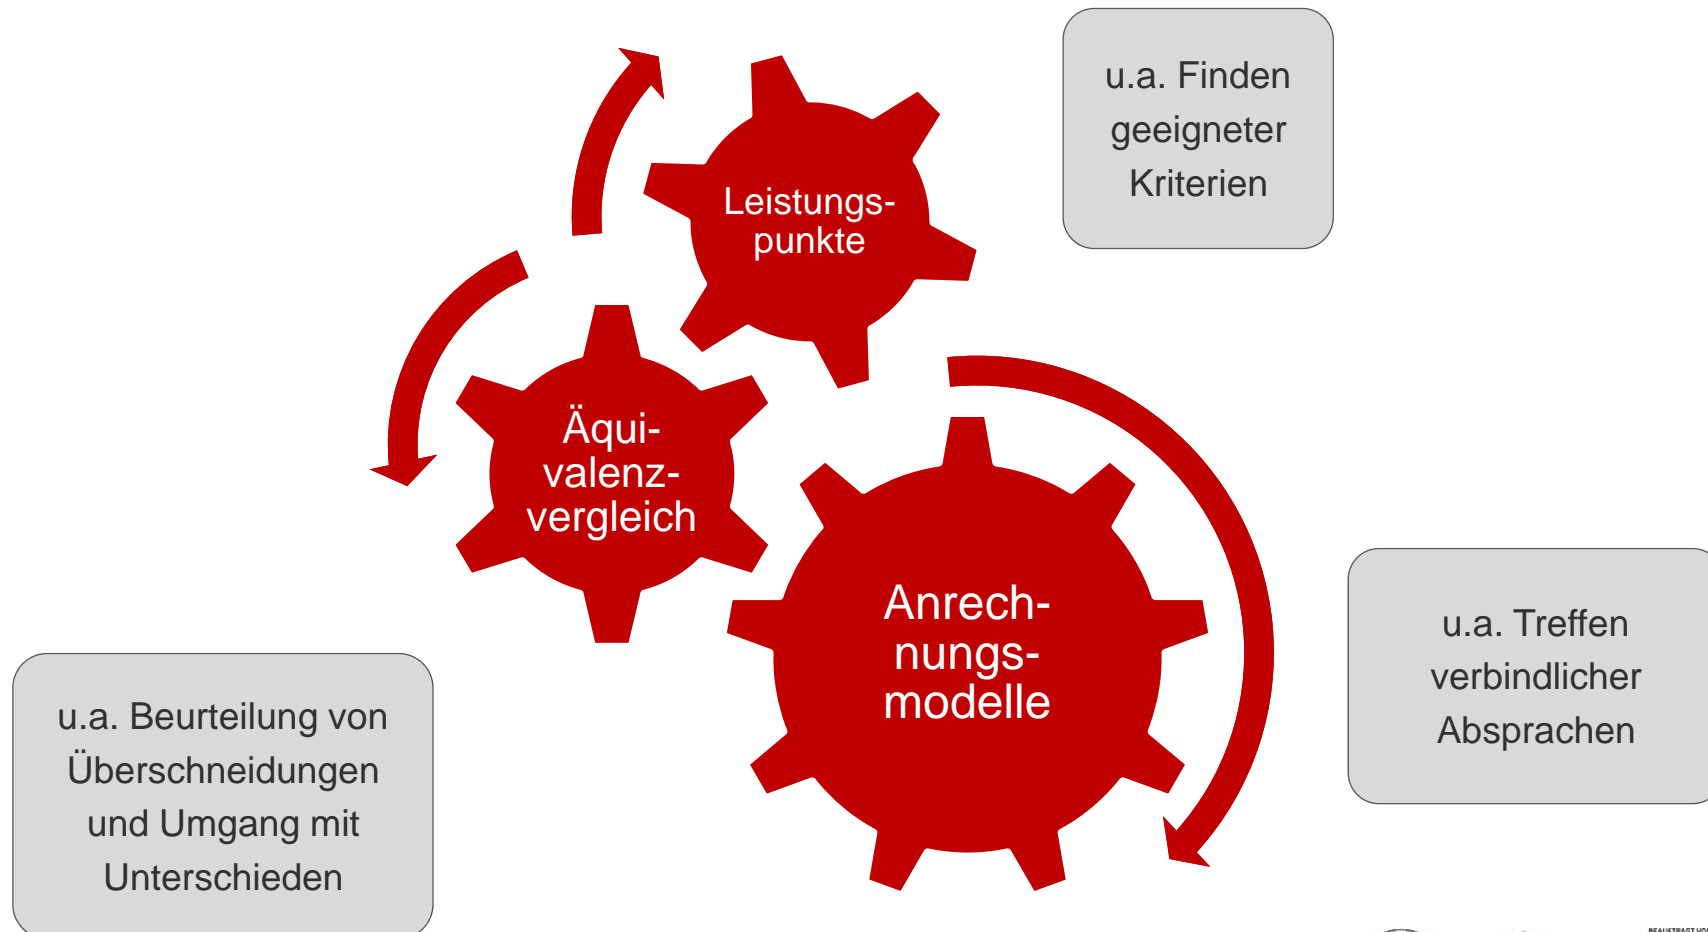 u.a. Finden
geeigneter
Kriterien
Leistungs-
punkte
Äqui-
valenz-
vergleich
Anrech-
nungs-
modelle
u.a. Treffen
verbindlicher
Absprachen
u.a. Beurteilung von
Überschneidungen
und Umgang mit
Unterschieden